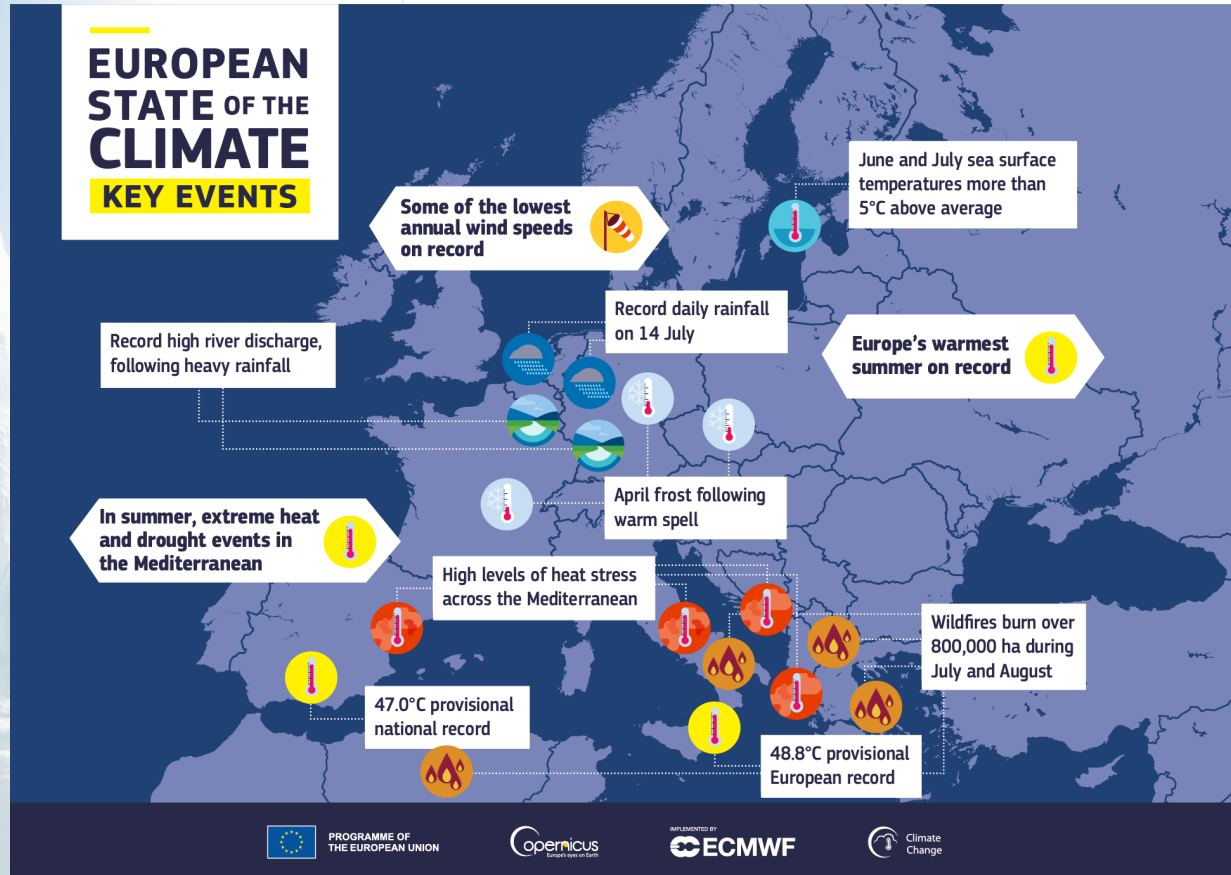 EUROPEAN
STATE OF THE
CLIMATE
KEY EVENTS
June and July sea surface
temperatures more than
5°C above average
Some of the lowest
annual wind speeds
on record
Record daily rainfall
on 14 July
Record high river discharge,
following heavy rainfall
Europe's warmest
summer on record
April frost following
warm spell
In summer, extreme heat
and drought events in
the Mediterranean
High levels of heat stress
across the Mediterranean
Wildfires burn over
800,000 ha during
July and August
47.0°C provisional
national record
48.8°C provisional
European record
PROGRAMME OF
THE EUROPEAN UNION
opernicus
Europe's eyes on Earth
IMPLEMENTED BY
ECMWF
Climate
Change